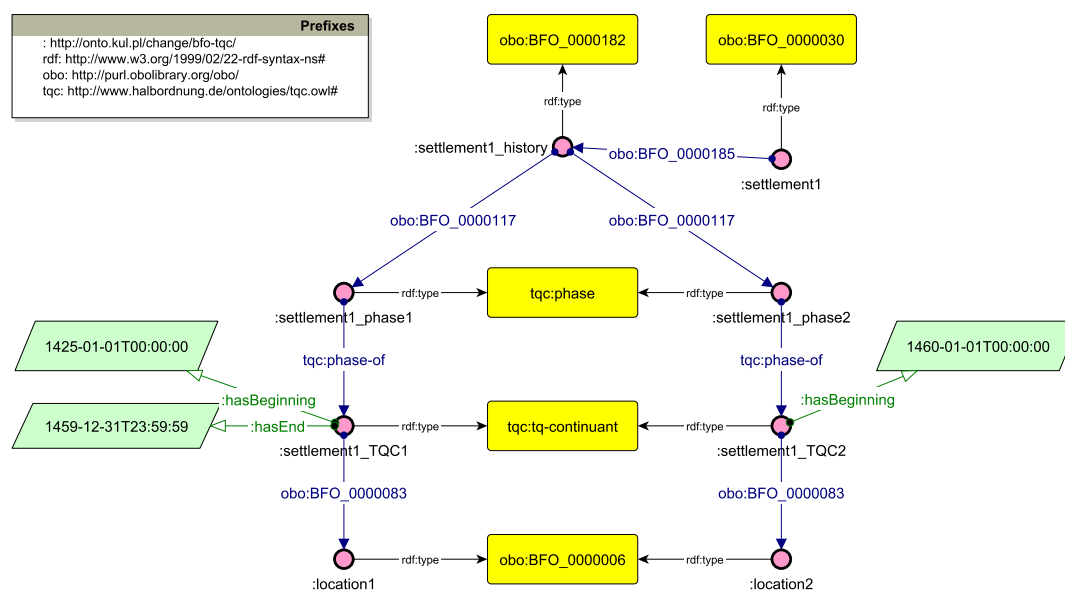 Prefixes
: http://onto.kul.pl/change/bfo-tqc/
rdf: http://www.w3.org/1999/02/22-rdf-syntax-ns#
obo: http://purl.obolibrary.org/obo/
tqc: http://www.halbordnung.de/ontologies/tqc.owl#
obo:BFO_0000182
obo:BFO_0000030
rdf:type
rdf:type
:settlement1_history
obo:BFO_0000185
:settlement1
obo:BFO_0000117
obo:BFO_0000117
rdf:type
tqc:phase
rdf:type
:settlement1_phase1
:settlement1_phase2
1425-01-01T00:00:00
1460-01-01T00:00:00
tqc:phase-of
tqc:phase-of
:hasBeginning
:hasBeginning
1459-12-31T23:59:59
:hasEnd
rdf:type
tqc:tq-continuant
rdf:type
:settlement1_TQC1
:settlement1_TQC2
obo:BFO_0000083
obo:BFO_0000083
rdf:type
obo:BFO_0000006
rdf:type
:location1
:location2